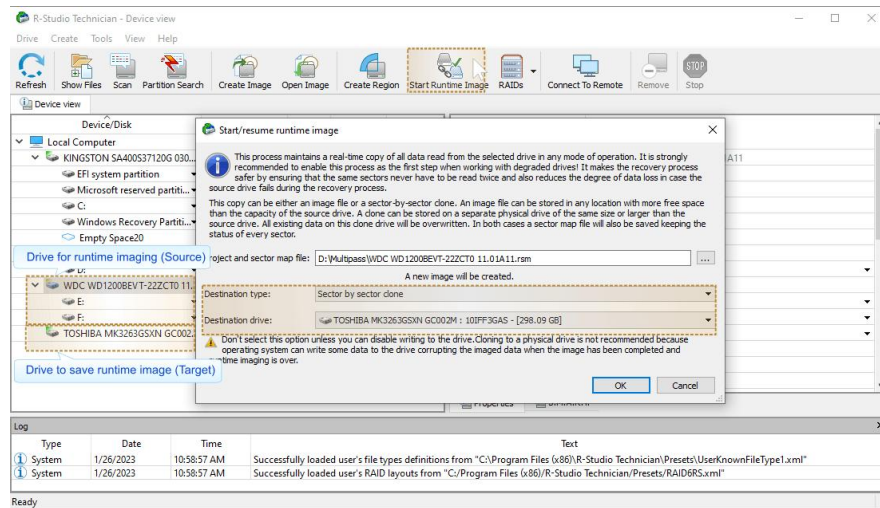 R-Studio Technician - Device view
Drive Create Tools View Help
Refresh Show Files Scan Partition Search Create Image Open Image Create Region Start Runtime Image RAIDs Connect To Remote Remove Stop
STOP
Device view
Device/Disk
Local Computer
KINGSTON SA400S37120G 030...
EFI system partition
Microsoft reserved partiti...
C:
Windows Recovery Partiti...
Empty Space20
Drive for runtime imaging (Source)
D:
WDC WD1200BEVT-22ZCT0 11.
E:
F:
TOSHIBA MK3263GSXN GC002.
Drive to save runtime image (Target)
Start/resume runtime image
This process maintains a real-time copy of all data read from the selected drive in any mode of operation. It is strongly
recommended to enable this process as the first step when working with degraded drives! It makes the recovery process
safer by ensuring that the same sectors never have to be read twice and also reduces the degree of data loss in case the
source drive fails during the recovery process.
This copy can be either an image file or a sector-by-sector clone. An image file can be stored in any location with more free space
than the capacity of the source drive. A clone can be stored on a separate physical drive of the same size or larger than the
source drive. All existing data on this clone drive will be overwritten. In both cases a sector map file will also be saved keeping the
status of every sector.
roject and sector map file: D:\Multipass\WDC WD1200BEVT-22ZCT0 11.01A11.rsm ...
A new image will be created.
Destination type: Sector by sector clone
Destination drive: TOSHIBA MK3263GSXN GC002M : 10IFF3GAS - [298.09 GB]
Don't select this option unless you can disable writing to the drive.Cloning to a physical drive is not recommended because
operating system can write some data to the drive corrupting the imaged data when the image has been completed and
runtime imaging is over.
OK Cancel
A11
Properties
Log
Type Date Time Text
System 1/26/2023 10:58:57 AM Successfully loaded user's file types definitions from "C:\Program Files (x86)\R-Studio Technician\Presets\UserKnownFileType1.xml"
System 1/26/2023 10:58:57 AM Successfully loaded user's RAID layouts from "C:/Program Files (x86)/R-Studio Technician/Presets/RAID6RS.xml"
Ready